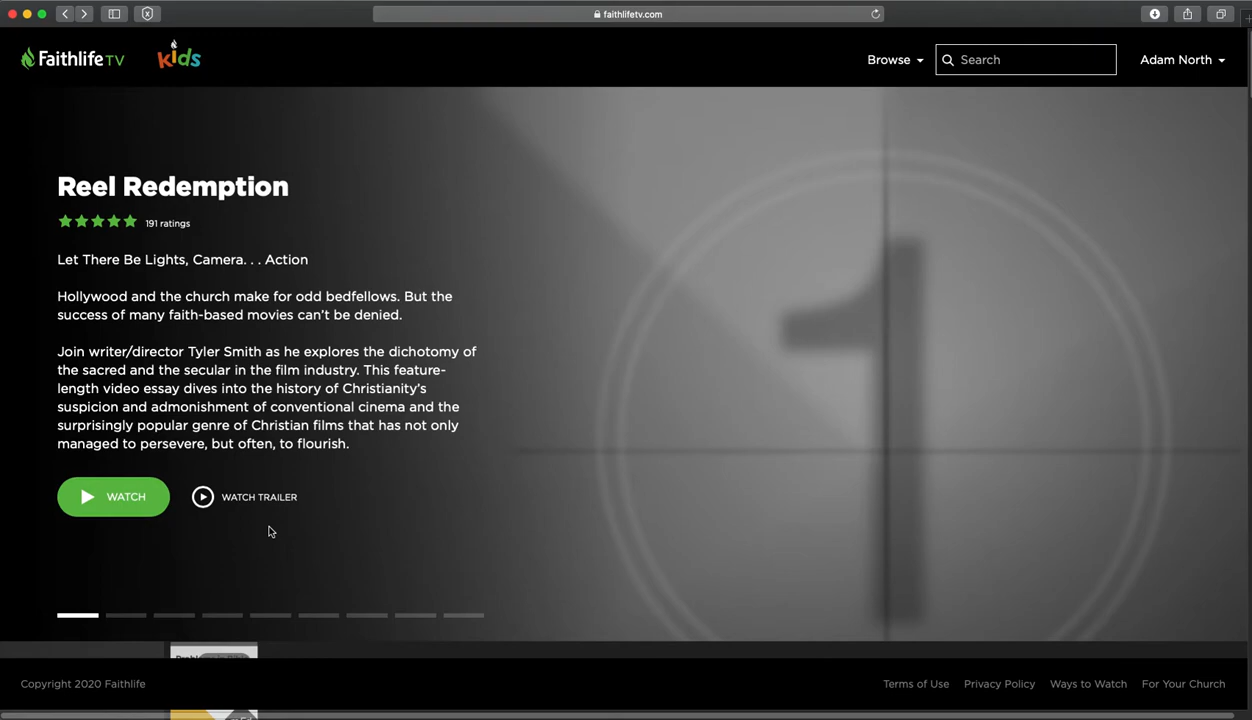 faithlifetv.com
Faithlife TV
kids
Browse
Search
Adam North
Reel Redemption
191 ratings
Let There Be Lights, Camera. . . Action
Hollywood and the church make for odd bedfellows. But the
success of many faith-based movies can't be denied.
Join writer/director Tyler Smith as he explores the dichotomy of
the sacred and the secular in the film industry. This feature-
length video essay dives into the history of Christianity's
suspicion and admonishment of conventional cinema and the
surprisingly popular genre of Christian films that has not only
managed to persevere, but often, to flourish.
WATCH
WATCH TRAILER
1
Copyright 2020 Faithlife
Terms of Use
Privacy Policy
Ways to Watch
For Your Church